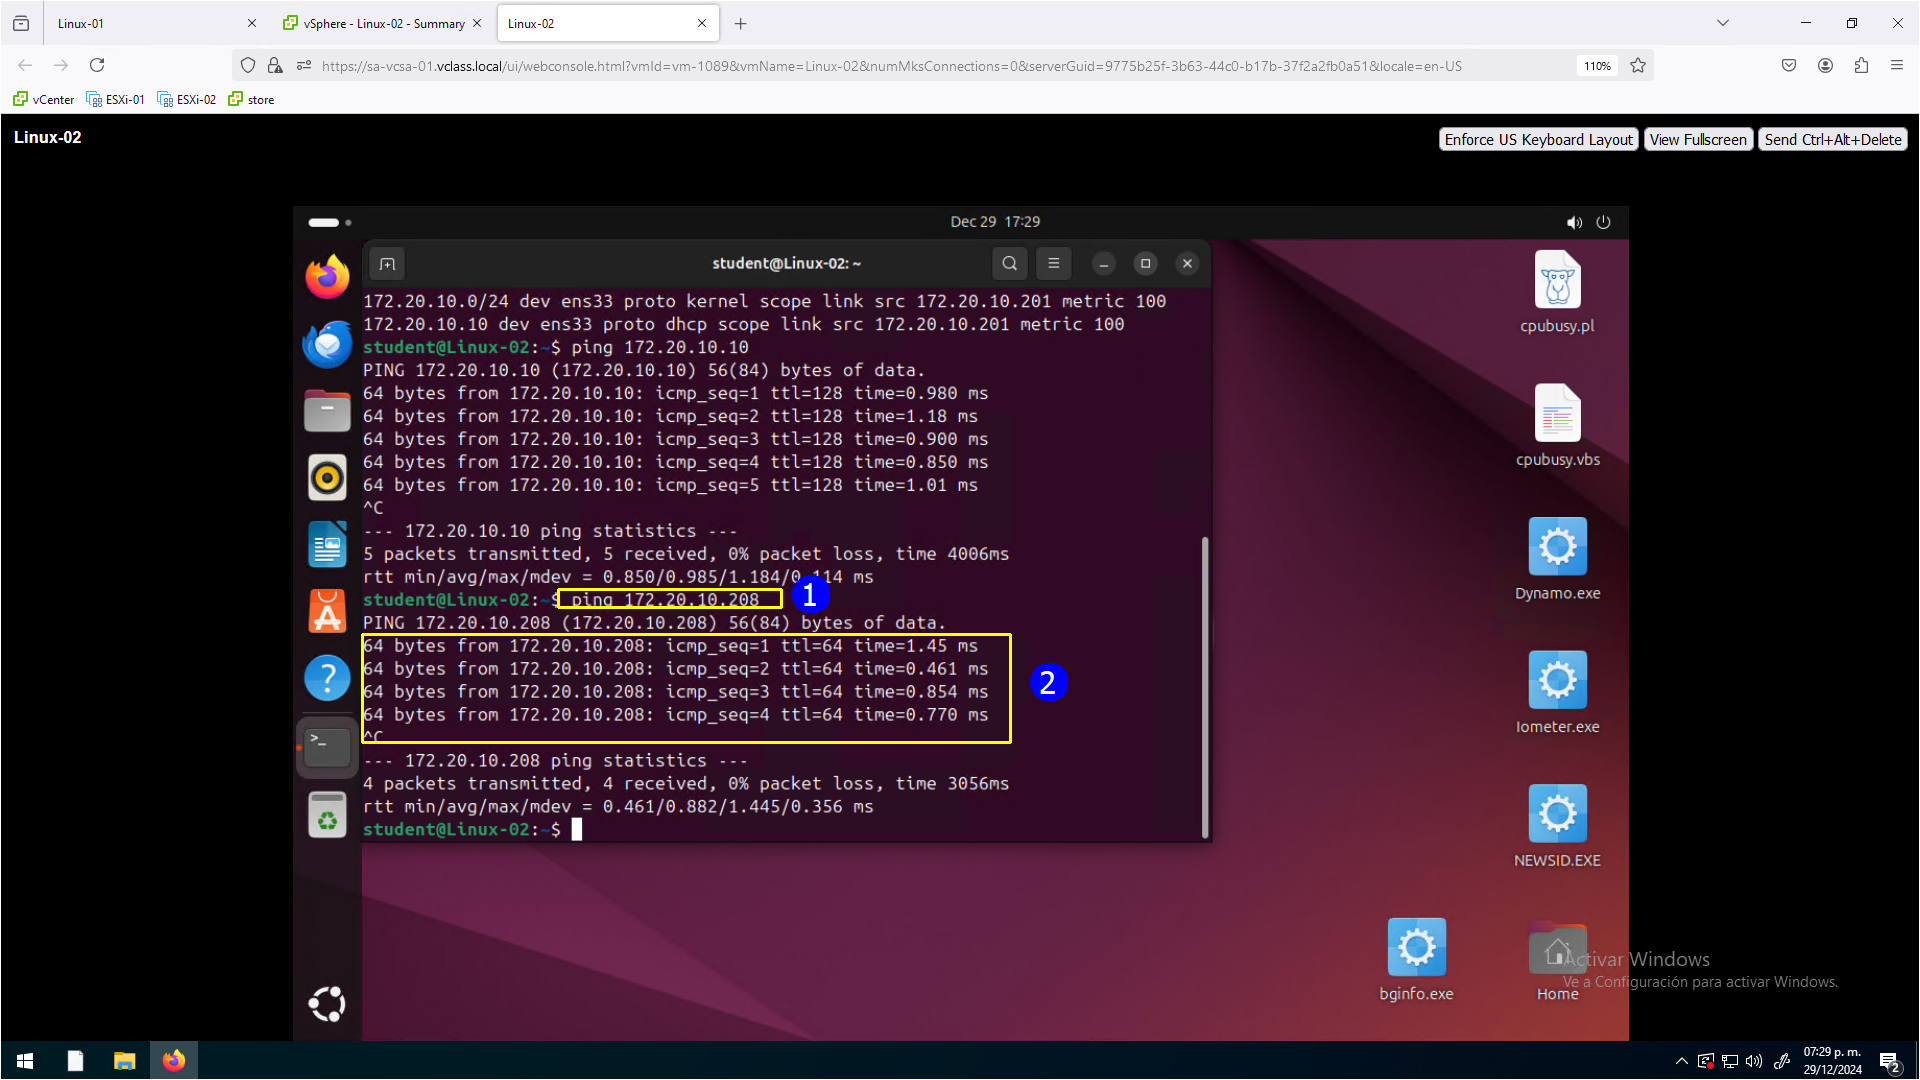 Linux-01
vSphere - Linux-02 - Summary
Linux-02
https://sa-vcsa-01.vclass.local/ui/webconsole.html?vmId=vm-1089&vmName=Linux-02&numMksConnections=0&serverGuid=9775b25f-3b63-44c0-b17b-37f2a2fb0a51&locale=en-US
110%
vCenter
ESXi-01
ESXi-02
store
Linux-02
Enforce US Keyboard Layout
View Fullscreen
Send Ctrl+Alt+Delete
Dec 29 17:29
student@Linux-02: ~
172.20.10.0/24 dev ens33 proto kernel scope link src 172.20.10.201 metric 100
172.20.10.10 dev ens33 proto dhcp scope link src 172.20.10.201 metric 100
student@Linux-02:~$ ping 172.20.10.10
PING 172.20.10.10 (172.20.10.10) 56(84) bytes of data.
64 bytes from 172.20.10.10: icmp_seq=1 ttl=128 time=0.980 ms
64 bytes from 172.20.10.10: icmp_seq=2 ttl=128 time=1.18 ms
64 bytes from 172.20.10.10: icmp_seq=3 ttl=128 time=0.900 ms
64 bytes from 172.20.10.10: icmp_seq=4 ttl=128 time=0.850 ms
64 bytes from 172.20.10.10: icmp_seq=5 ttl=128 time=1.01 ms
^C
--- 172.20.10.10 ping statistics ---
5 packets transmitted, 5 received, 0% packet loss, time 4006ms
rtt min/avg/max/mdev = 0.850/0.985/1.184/0.114 ms
student@Linux-02:~$ ping 172.20.10.208
1
PING 172.20.10.208 (172.20.10.208) 56(84) bytes of data.
64 bytes from 172.20.10.208: icmp_seq=1 ttl=64 time=1.45 ms
64 bytes from 172.20.10.208: icmp_seq=2 ttl=64 time=0.461 ms
64 bytes from 172.20.10.208: icmp_seq=3 ttl=64 time=0.854 ms
64 bytes from 172.20.10.208: icmp_seq=4 ttl=64 time=0.770 ms
^C
2
--- 172.20.10.208 ping statistics ---
4 packets transmitted, 4 received, 0% packet loss, time 3056ms
rtt min/avg/max/mdev = 0.461/0.882/1.445/0.356 ms
student@Linux-02:~$
cpubusy.pl
cpubusy.vbs
Dynamo.exe
Iometer.exe
NEWSID.EXE
bginfo.exe
Home
Activar Windows
Ve a Configuración para activar Windows.
07:29 p. m.
29/12/2024
2